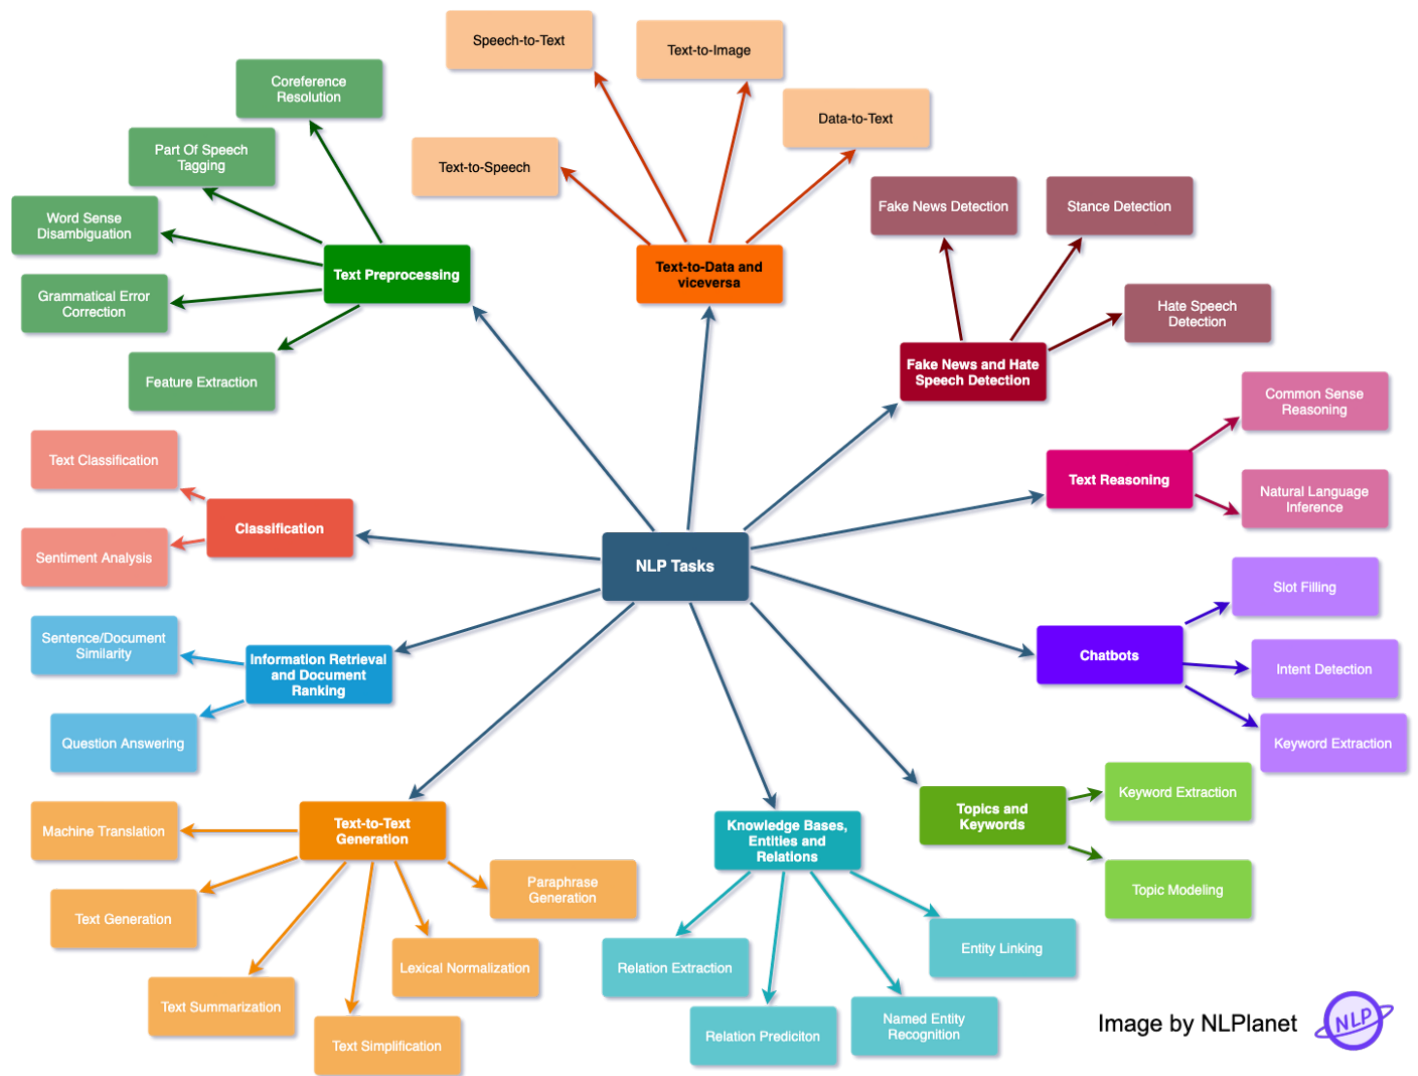 Speech-to-Text
Text-to-Image
Coreference
Resolution
Data-to-Text
Part Of Speech
Tagging
Text-to-Speech
Fake News Detection
Stance Detection
Word Sense
Disambiguation
Text Preprocessing
Text-to-Data and
viceversa
Grammatical Error
Correction
Hate Speech
Detection
Feature Extraction
Fake News and Hate
Speech Detection
Common Sense
Reasoning
Text Classification
Text Reasoning
Natural Language
Inference
Classification
Sentiment Analysis
NLP Tasks
Slot Filling
Sentence/Document
Similarity
Information Retrieval
and Document
Ranking
Chatbots
Intent Detection
Question Answering
Keyword Extraction
Keyword Extraction
Machine Translation
Text-to-Text
Generation
Knowledge Bases,
Entities and
Relations
Topics and
Keywords
Topic Modeling
Paraphrase
Generation
Text Generation
Entity Linking
Lexical Normalization
Relation Extraction
Text Summarization
Named Entity
Recognition
Relation Prediciton
Text Simplification
Image by NLPlanet
NLP